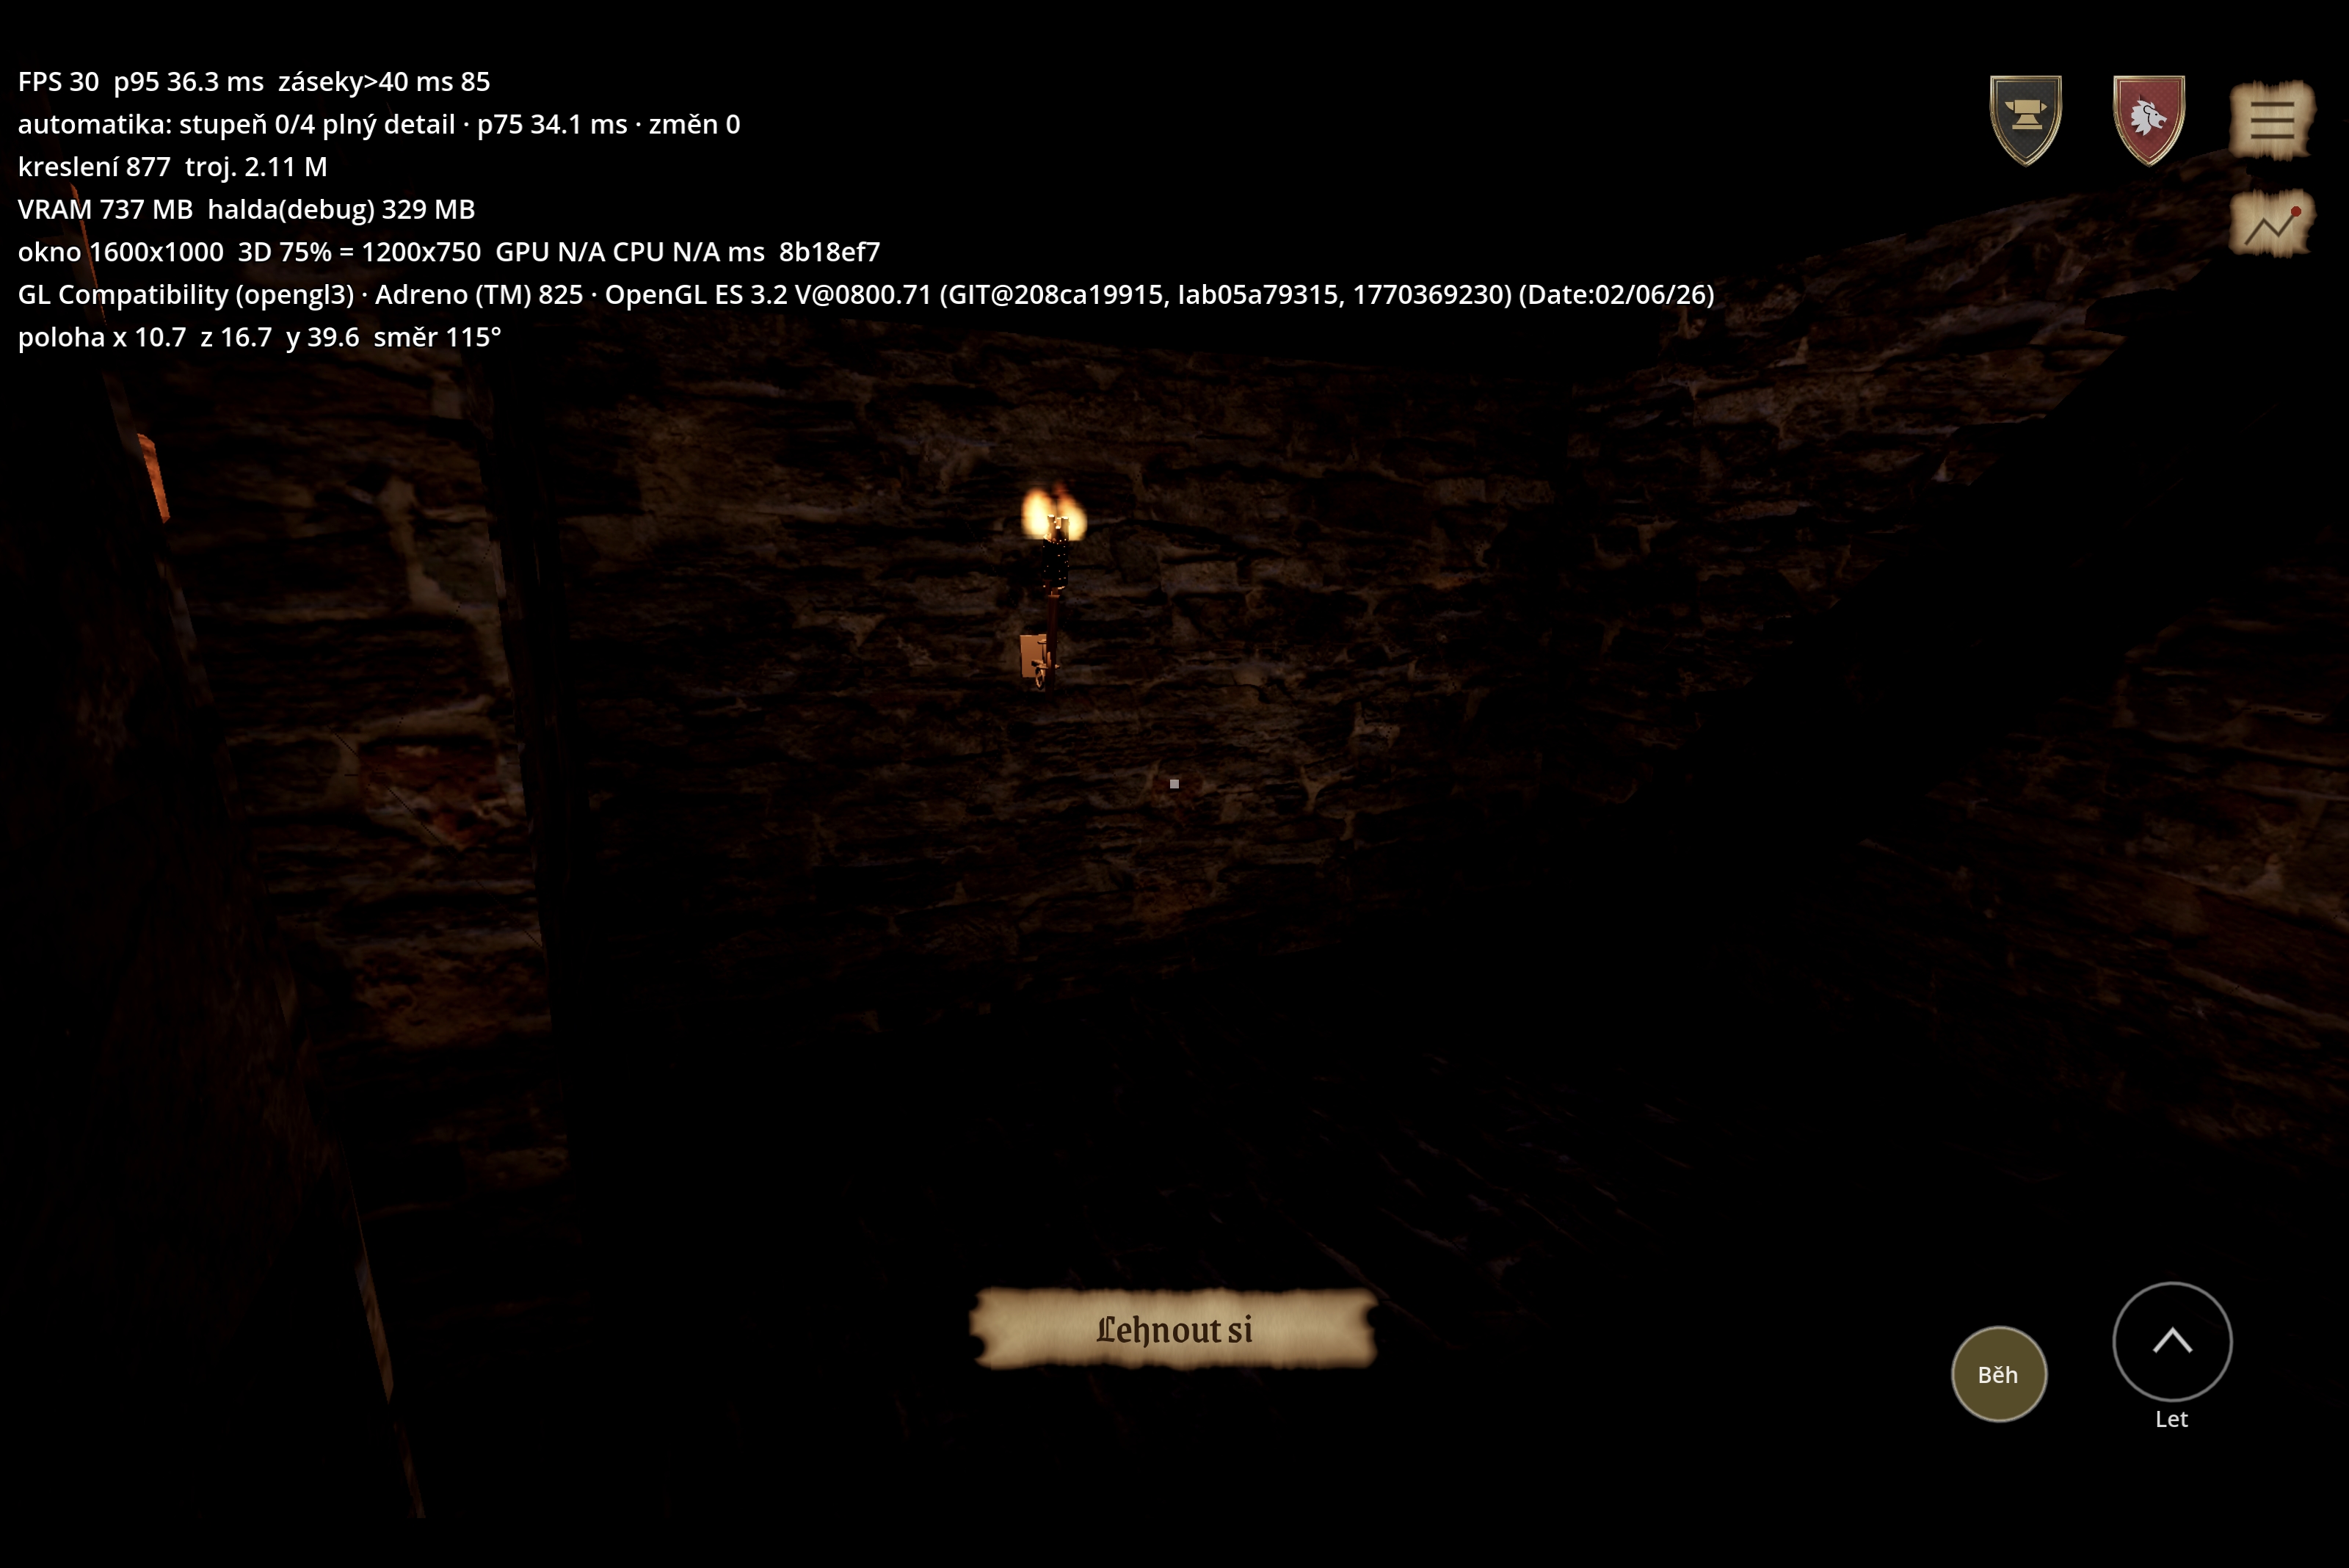 FPS 30  p95 36.3 ms  záseky>40 ms 85
automatika: stupeň 0/4 plný detail · p75 34.1 ms · změn 0
kreslení 877  troj. 2.11 M
VRAM 737 MB  halda(debug) 329 MB
okno 1600x1000  3D 75% = 1200x750  GPU N/A CPU N/A ms  8b18ef7
GL Compatibility (opengl3) · Adreno (TM) 825 · OpenGL ES 3.2 V@0800.71 (GIT@208ca19915, Iab05a79315, 1770369230) (Date:02/06/26)
poloha x 10.7  z 16.7  y 39.6  směr 115°
Lehnout si
Běh
Let